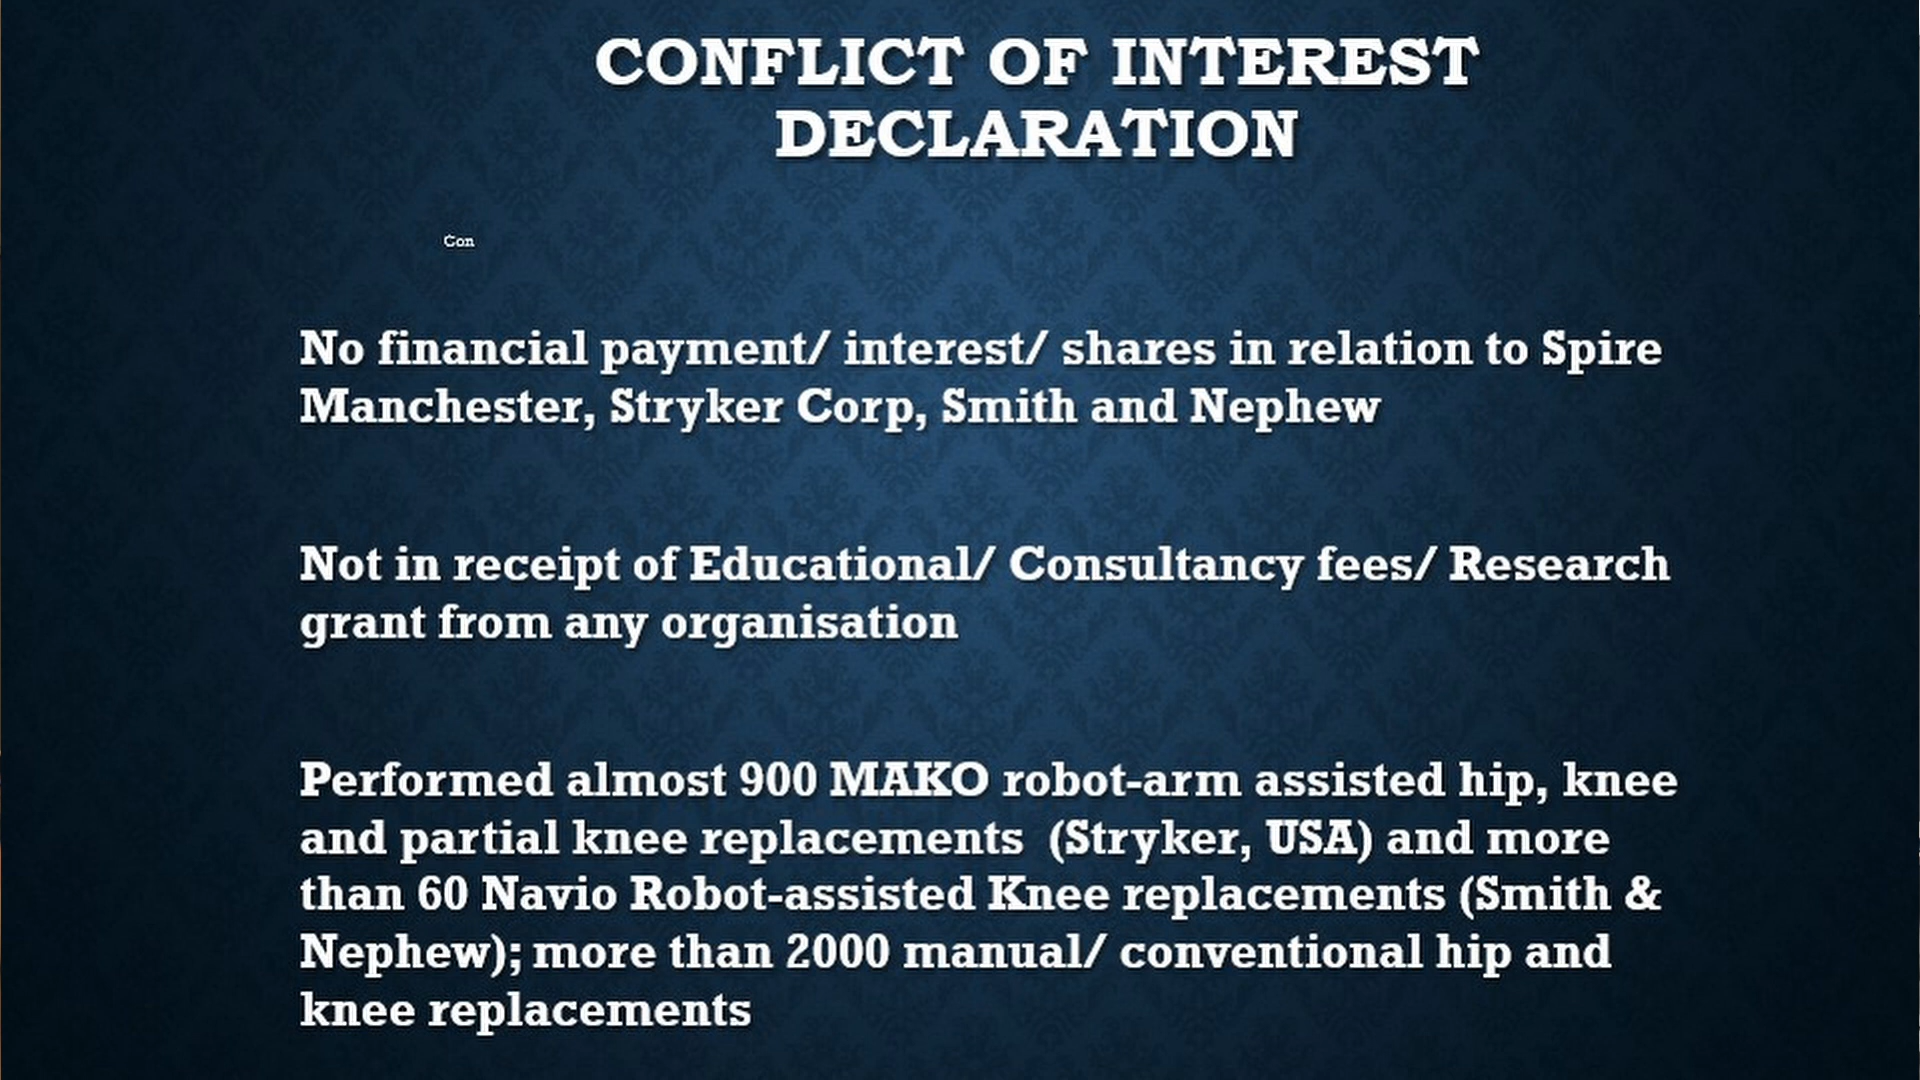 CONFLICT OF INTEREST
DECLARATION
Con
No financial payment/ interest/ shares in relation to Spire
Manchester, Stryker Corp, Smith and Nephew
Not in receipt of Educational/ Consultancy fees/ Research
grant from any organisation
Performed almost 900 MAKO robot-arm assisted hip, knee
and partial knee replacements  (Stryker, USA) and more
than 60 Navio Robot-assisted Knee replacements (Smith &
Nephew); more than 2000 manual/ conventional hip and
knee replacements